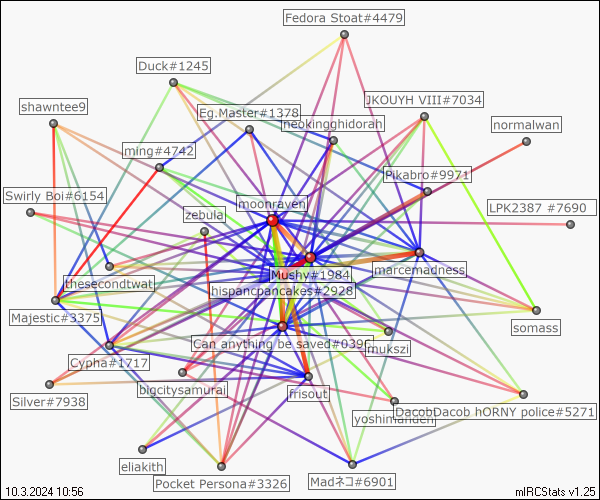 Fedora Stoat#4479
Duck#1245
shawntee9
Eg.Master#1378
JKOUYH VIII#7034
neokingghidorah
normalwan
ming#4742
Pikabro#9971
Swirly Boi#6154
moonraven
LPK2387 #7690
zebula
Mushy#1984
marcemadness
thesecondtwat
hispancpancakes#2928
Majestic#3375
somass
Can anything be saved#0396
mukszi
Cypha#1717
bigcitysamurai
frisout
Silver#7938
yoshimanden
DacobDacob hORNY police#5271
eliakith
Pocket Persona#3326
Madネコ#6901
10.3.2024 10:56
mIRCStats v1.25